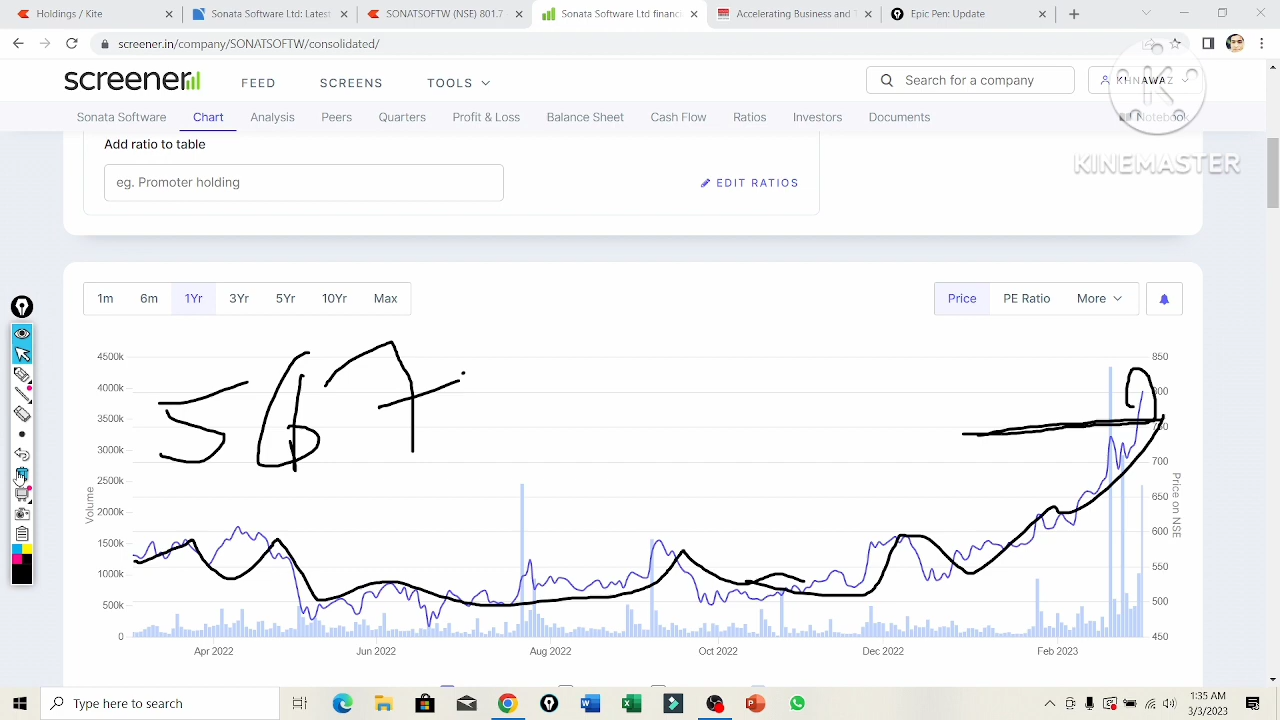 Holdings / Kite
Sonata Software Ltd: Latest
SONATSOFTW (NSE) 801.7
Sonata Software Ltd financ
Accelerating Business and
Epic Pen: Update
screener.in/company/SONATSOFTW/consolidated/
screener
FEED
SCREENS
TOOLS
Search for a company
KHNAWAZ
Sonata Software
Chart
Analysis
Peers
Quarters
Profit & Loss
Balance Sheet
Cash Flow
Ratios
Investors
Documents
Notebook
KINEMASTER
Add ratio to table
eg. Promoter holding
EDIT RATIOS
1m
6m
1Yr
3Yr
5Yr
10Yr
Max
Price
PE Ratio
More
4500k
4000k
3500k
3000k
2500k
2000k
1500k
1000k
500k
0
Volume
567
850
800
750
700
650
600
550
500
450
Price on NSE
Apr 2022
Jun 2022
Aug 2022
Oct 2022
Dec 2022
Feb 2023
Type here to search
1:35 AM
3/3/2023